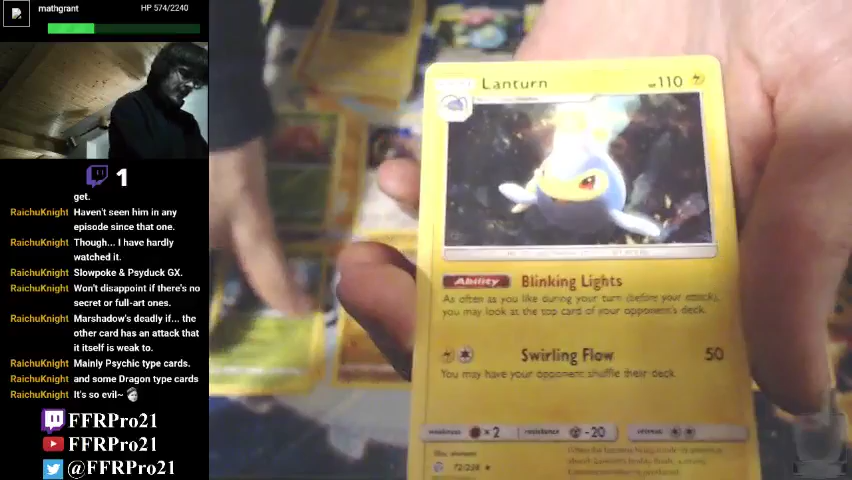 mathgrant
HP 574/2240
1
get.
RaichuKnight Haven't seen him in any
episode since that one.
RaichuKnight Though... I have hardly
watched it.
RaichuKnight Slowpoke & Psyduck GX.
RaichuKnight Won't disappoint if there's no
secret or full-art ones.
RaichuKnight Marshadow's deadly if... the
other card has an attack that
it itself is weak to.
RaichuKnight Mainly Psychic type cards.
RaichuKnight and some Dragon type cards
RaichuKnight It's so evil~
FFRPro21
FFRPro21
@FFRPro21
Lanturn
HP 110
Ability Blinking Lights
As often as you like during your turn (before your attack),
you may look at the top card of your opponent's deck.
Swirling Flow 50
You may have your opponent shuffle their deck.
weakness ×2 resistance -20 retreat